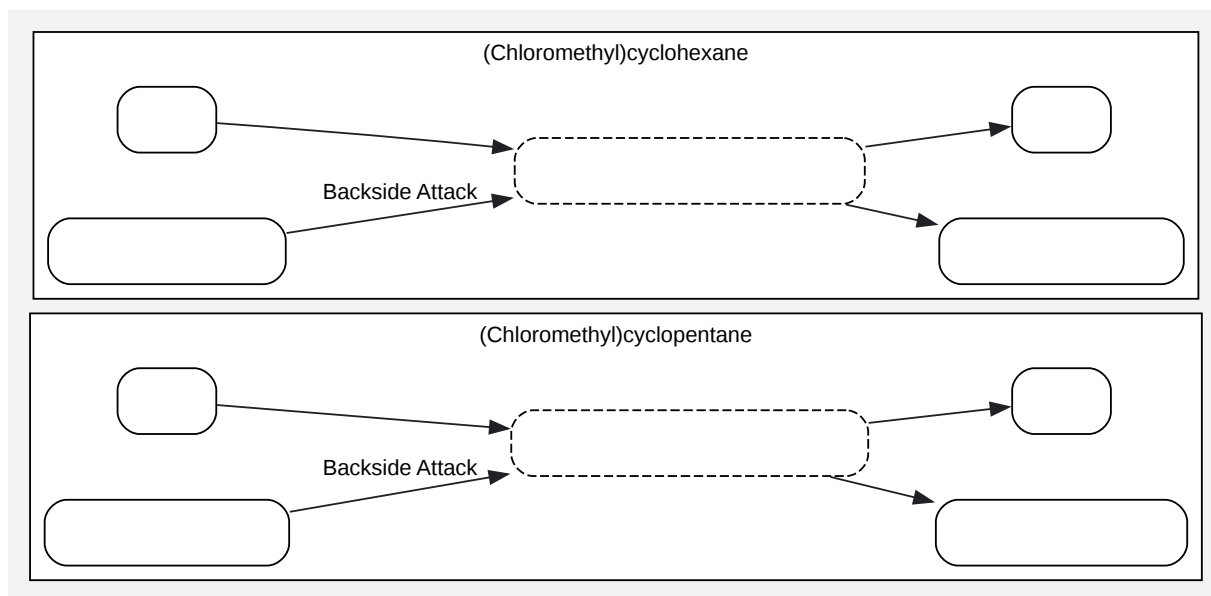 (Chloromethyl)cyclohexane
Backside Attack
(Chloromethyl)cyclopentane
Backside Attack